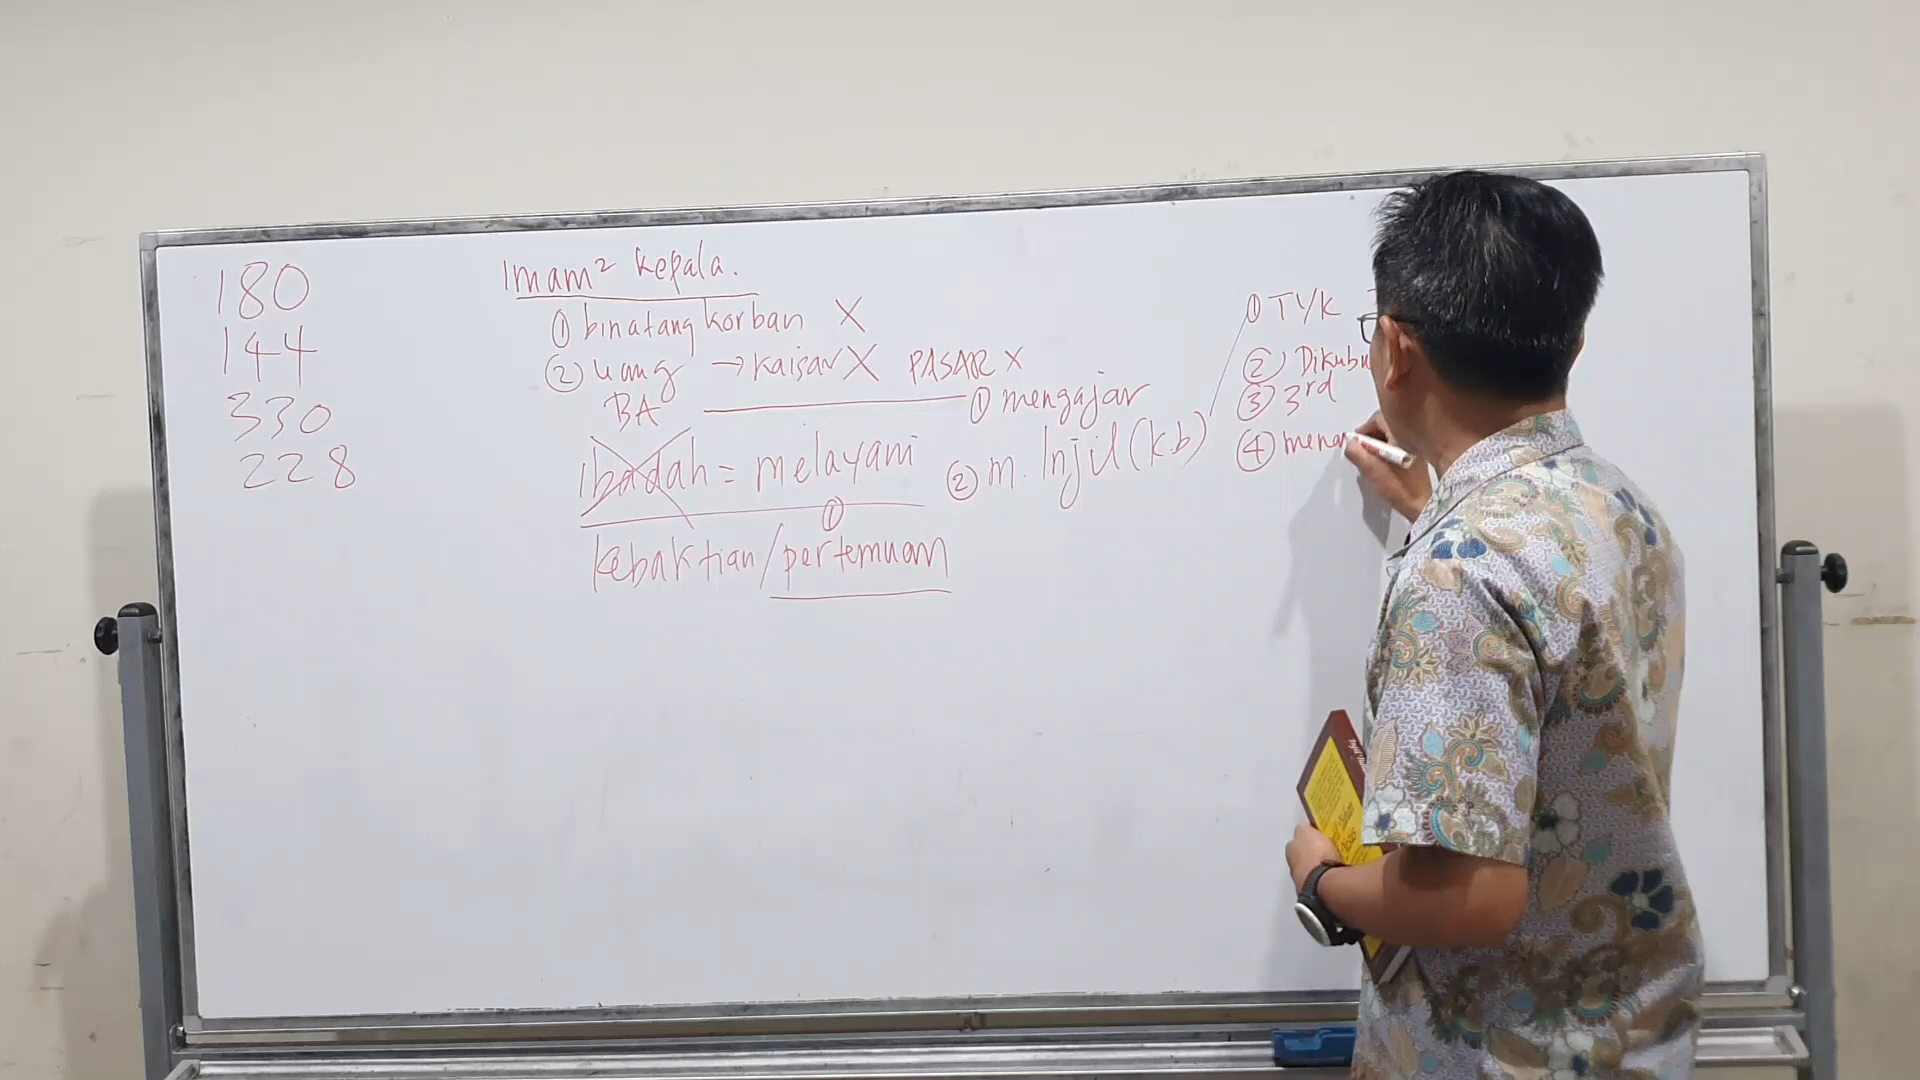 180
144
330
228
Imam² kepala.
① binatang korban X
② uang → kaisar X PASAR X
BA
① mengajar
Ibadah = melayani
② m. Injil (k.b)
①
kebaktian/pertemuan
① TYK
② Dikubu
③ 3rd
④ mena